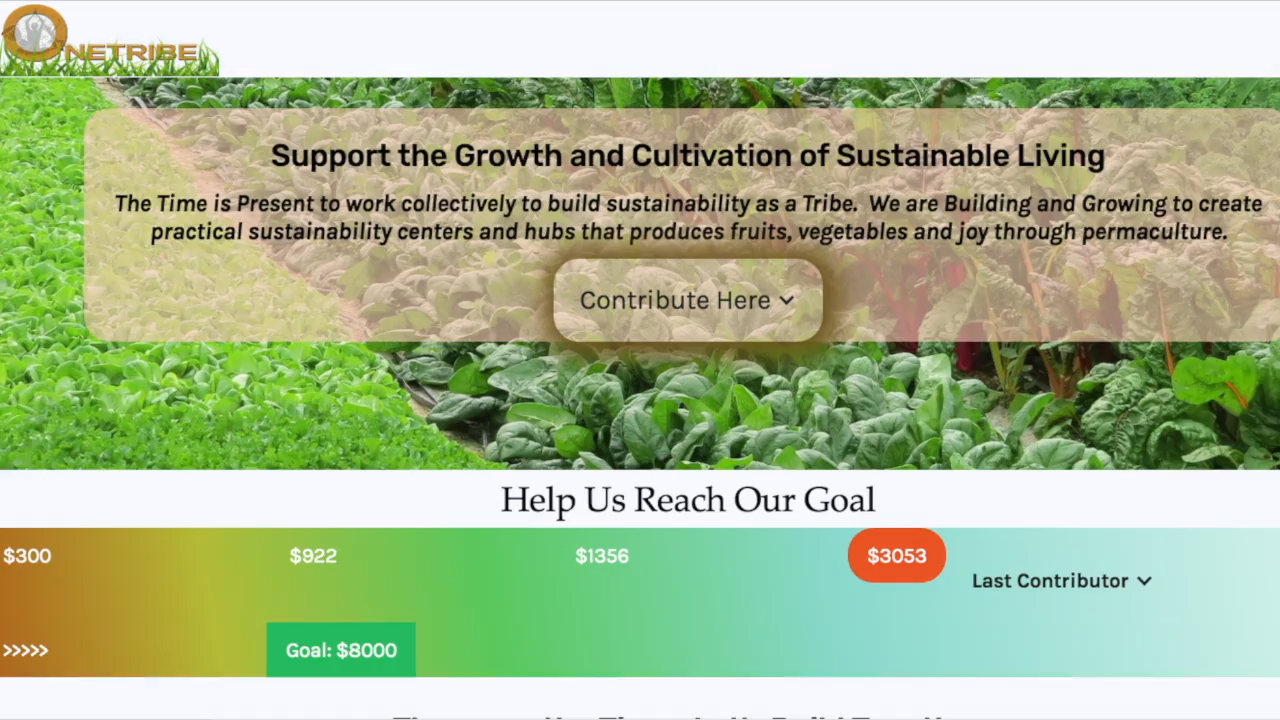 ONETRIBE
Support the Growth and Cultivation of Sustainable Living
The Time is Present to work collectively to build sustainability as a Tribe. We are Building and Growing to create
practical sustainability centers and hubs that produces fruits, vegetables and joy through permaculture.
Contribute Here
Help Us Reach Our Goal
$300 $922 $1356 $3053
Last Contributor
>>>>> Goal: $8000